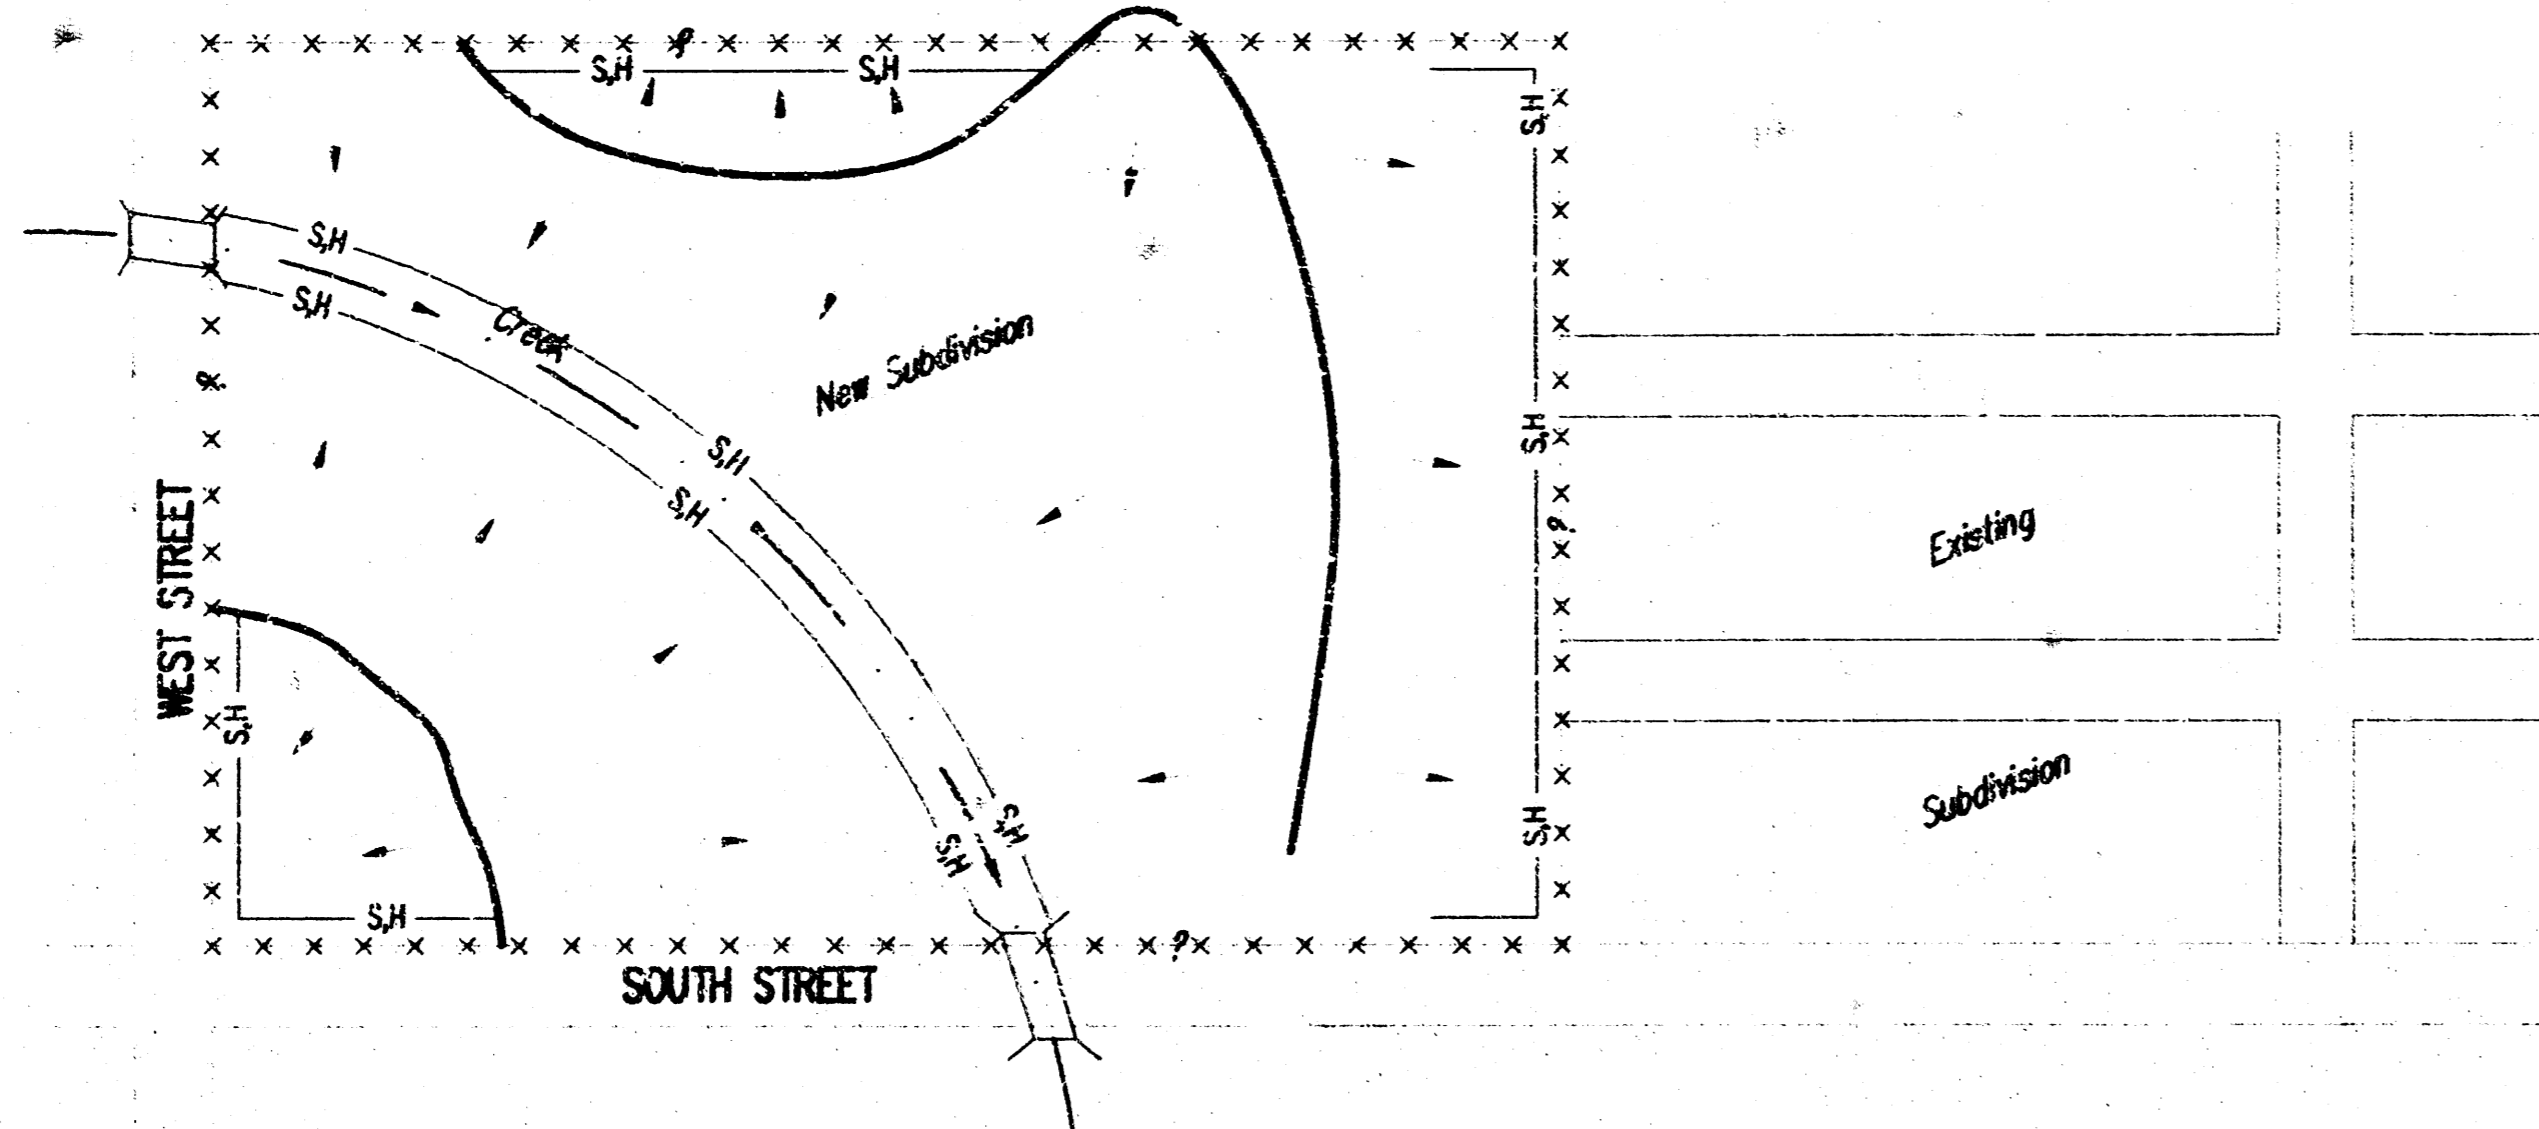 P
S,H
S,H
S,H
S,H
S,H
Creek
New Subdivision
S,H
S,H
S,H
WEST STREET
Existing
?
S,H
Subdivision
S,H
S,H
S,H
S,H
S,H
?
SOUTH STREET